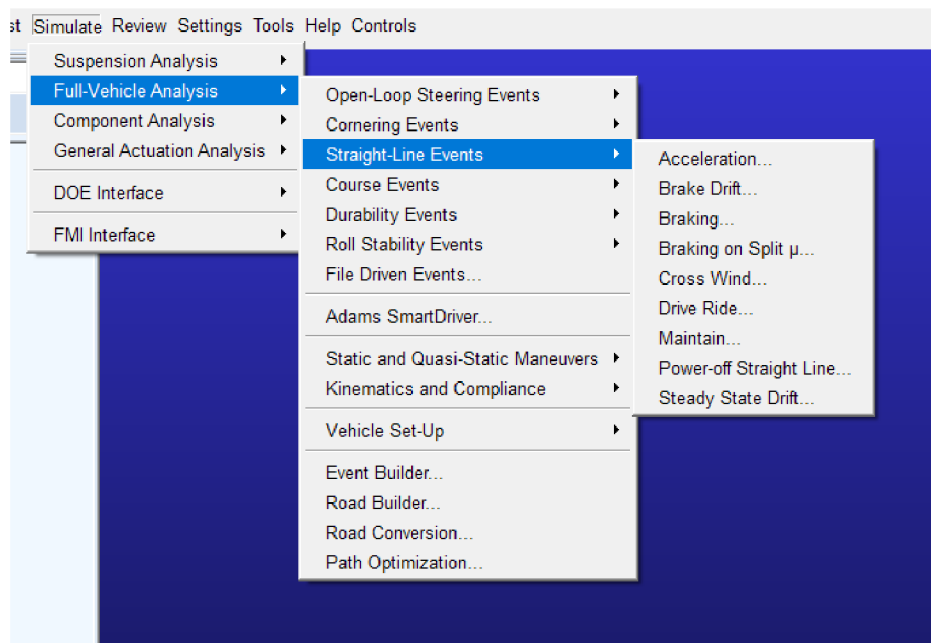 st Simulate Review Settings Tools Help Controls
Suspension Analysis
Full-Vehicle Analysis
Component Analysis
General Actuation Analysis
DOE Interface
FMI Interface
Open-Loop Steering Events
Cornering Events
Straight-Line Events
Course Events
Durability Events
Roll Stability Events
File Driven Events...
Adams SmartDriver...
Static and Quasi-Static Maneuvers
Kinematics and Compliance
Vehicle Set-Up
Event Builder...
Road Builder...
Road Conversion...
Path Optimization...
Acceleration...
Brake Drift...
Braking...
Braking on Split µ...
Cross Wind...
Drive Ride...
Maintain...
Power-off Straight Line...
Steady State Drift...